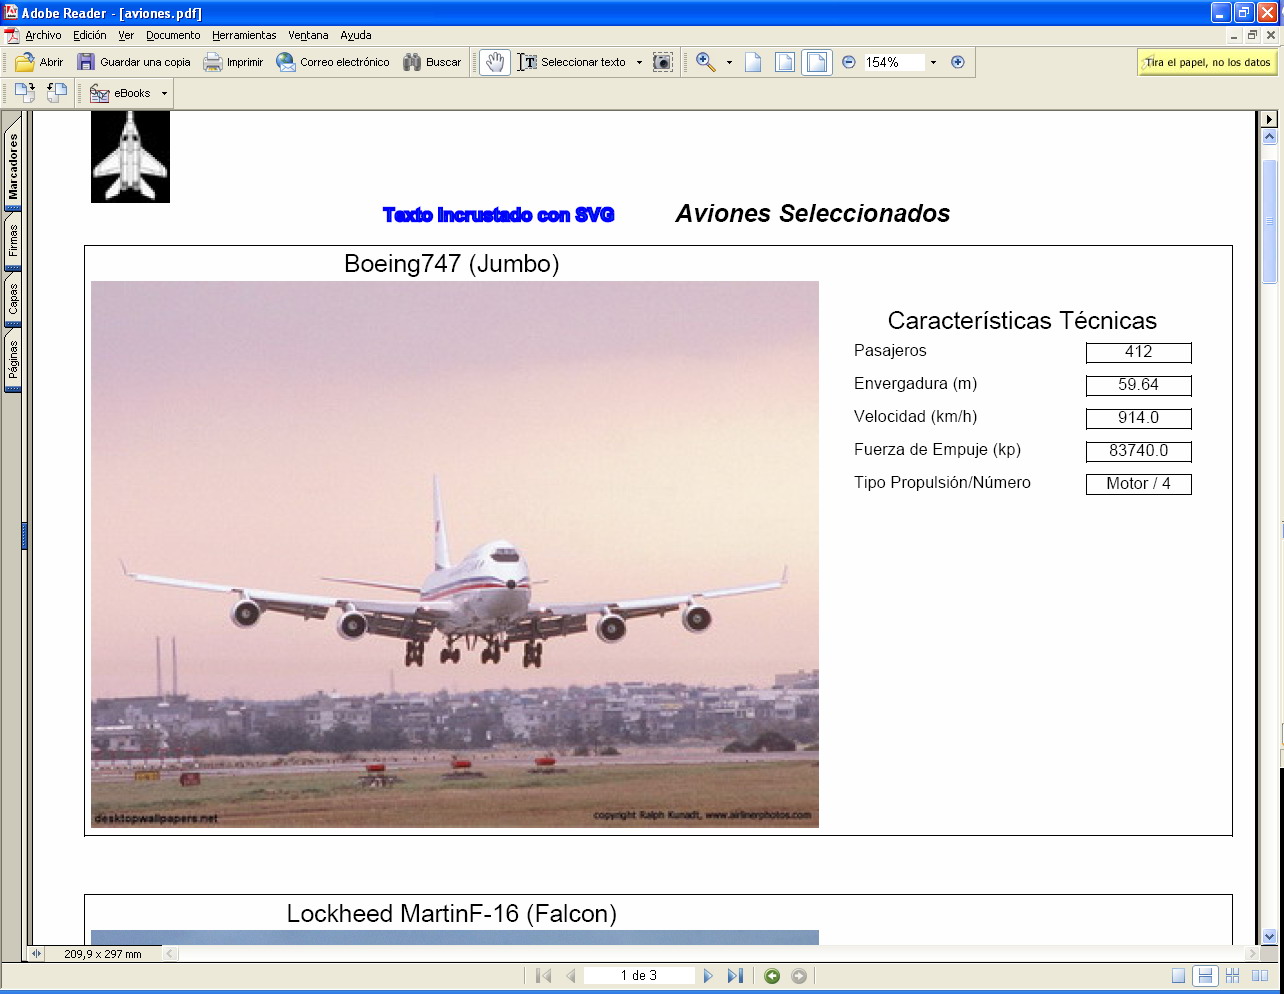 Adobe Reader - [aviones.pdf]
Archivo Edición Ver Documento Herramientas Ventana Ayuda
Abrir Guardar una copia Imprimir Correo electrónico Buscar Seleccionar texto 154% Tira el papel, no los datos
eBooks
Marcadores
Firmas
Capas
Páginas
Texto Incrustado con SVG Aviones Seleccionados
Boeing747 (Jumbo)
Características Técnicas
Pasajeros 412
Envergadura (m) 59.64
Velocidad (km/h) 914.0
Fuerza de Empuje (kp) 83740.0
Tipo Propulsión/Número Motor / 4
desktopwallpapers.net copyright Ralph Kunadt, www.airlinerphotos.com
Lockheed MartinF-16 (Falcon)
209,9 x 297 mm
1 de 3